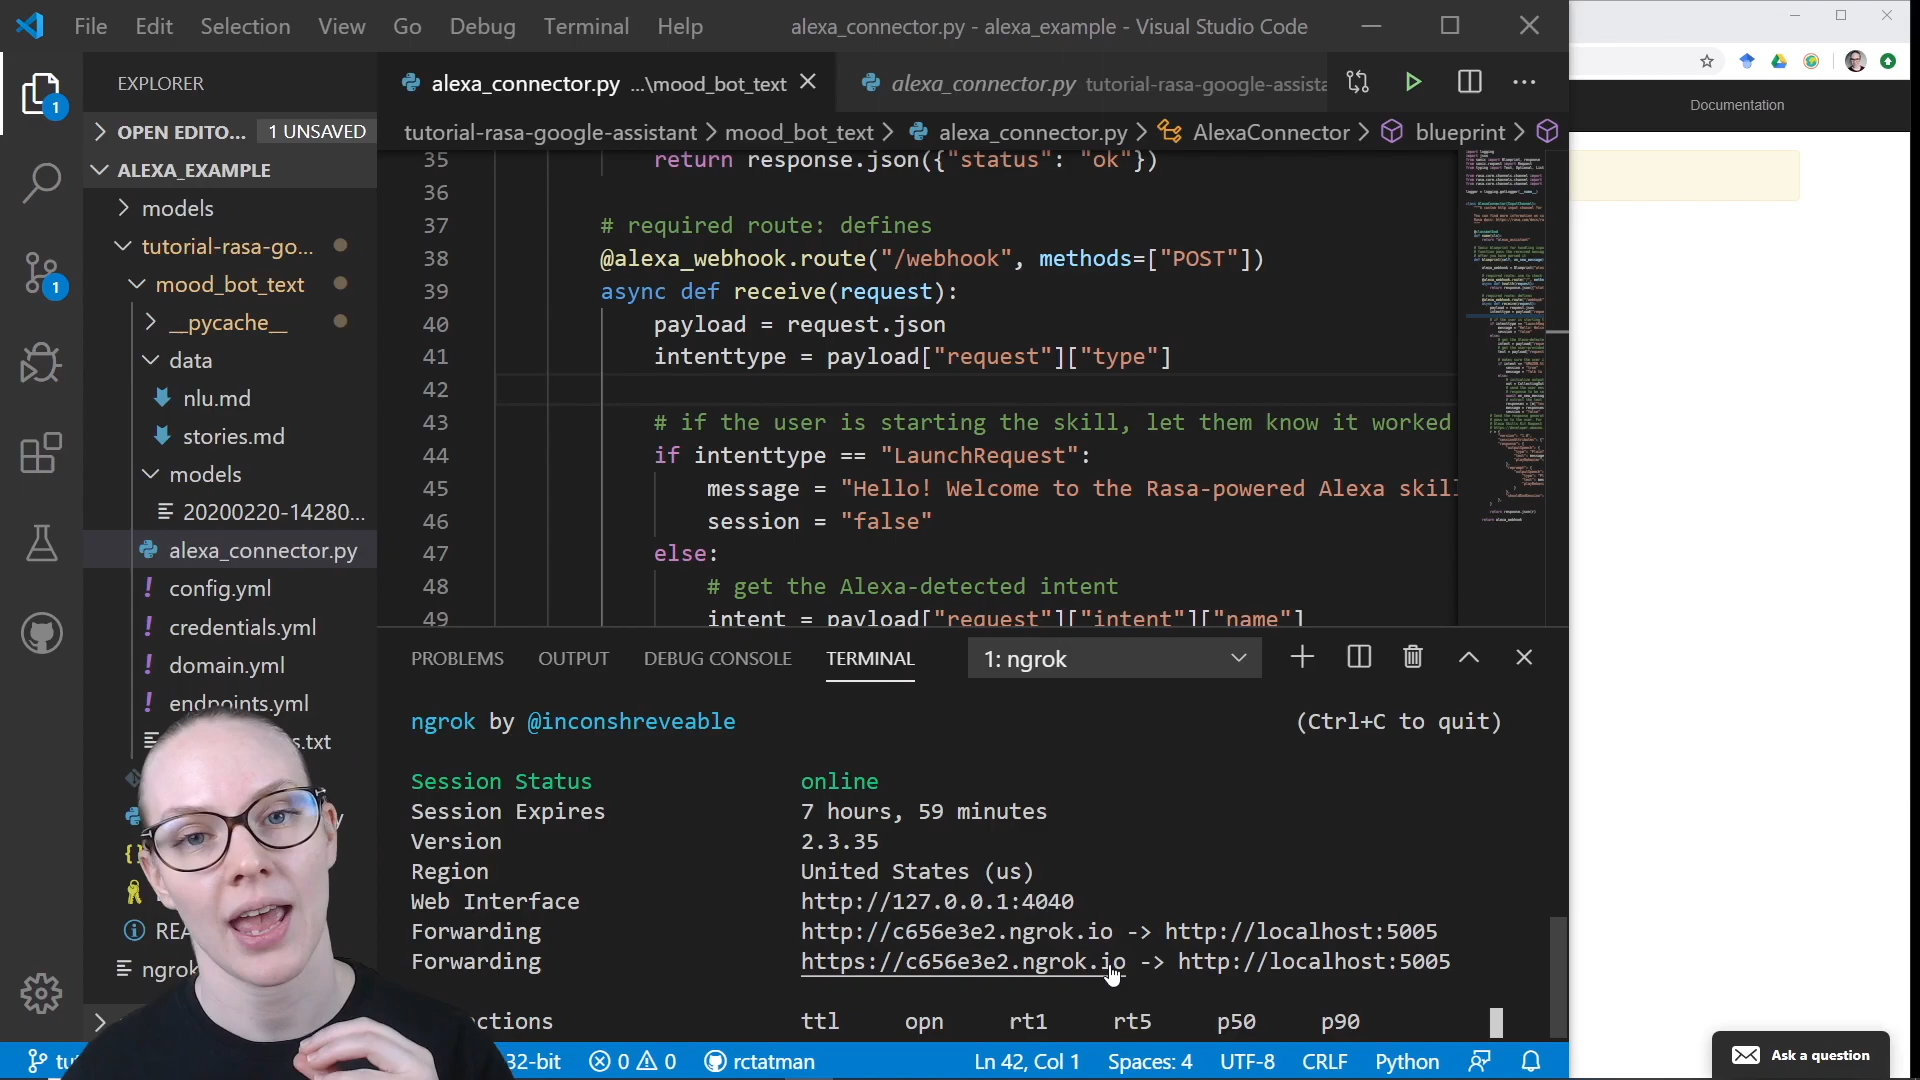 File Edit Selection View Go Debug Terminal Help alexa_connector.py - alexa_example - Visual Studio Code
EXPLORER
OPEN EDITO... 1 UNSAVED
ALEXA_EXAMPLE
models
tutorial-rasa-go...
mood_bot_text
__pycache__
data
nlu.md
stories.md
models
20200220-14280...
alexa_connector.py
config.yml
credentials.yml
domain.yml
endpoints.yml
s.txt
REA
ngrok
alexa_connector.py ...\mood_bot_text alexa_connector.py tutorial-rasa-google-assista
tutorial-rasa-google-assistant > mood_bot_text > alexa_connector.py > AlexaConnector > blueprint >
35 return response.json({"status": "ok"})
36
37 # required route: defines
38 @alexa_webhook.route("/webhook", methods=["POST"])
39 async def receive(request):
40 payload = request.json
41 intenttype = payload["request"]["type"]
42
43 # if the user is starting the skill, let them know it worked
44 if intenttype == "LaunchRequest":
45 message = "Hello! Welcome to the Rasa-powered Alexa skil
46 session = "false"
47 else:
48 # get the Alexa-detected intent
49 intent = payload["request"]["intent"]["name"]
PROBLEMS OUTPUT DEBUG CONSOLE TERMINAL 1: ngrok
ngrok by @inconshreveable (Ctrl+C to quit)
Session Status online
Session Expires 7 hours, 59 minutes
Version 2.3.35
Region United States (us)
Web Interface http://127.0.0.1:4040
Forwarding http://c656e3e2.ngrok.io -> http://localhost:5005
Forwarding https://c656e3e2.ngrok.io -> http://localhost:5005
ctions ttl opn rt1 rt5 p50 p90
tu 32-bit 0 0 rctatman Ln 42, Col 1 Spaces: 4 UTF-8 CRLF Python
Documentation
Ask a question
1
1